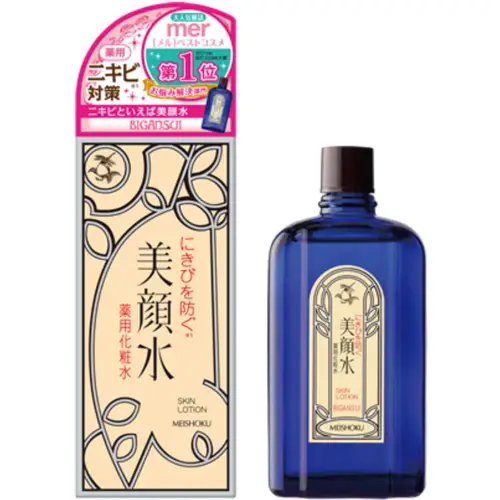 大人気雑誌
mer
[メル]ベストコスメ
第1位
お悩み解決部門
薬用
ニキビ
対策
ニキビといえば美顔水
BIGANSUI
にきびを防ぐ
美顔水
薬用化粧水
SKIN
LOTION
MEISHOKU
にきびを防ぐ
美顔水
薬用化粧水
SKIN
LOTION
BIGANSUI
MEISHOKU